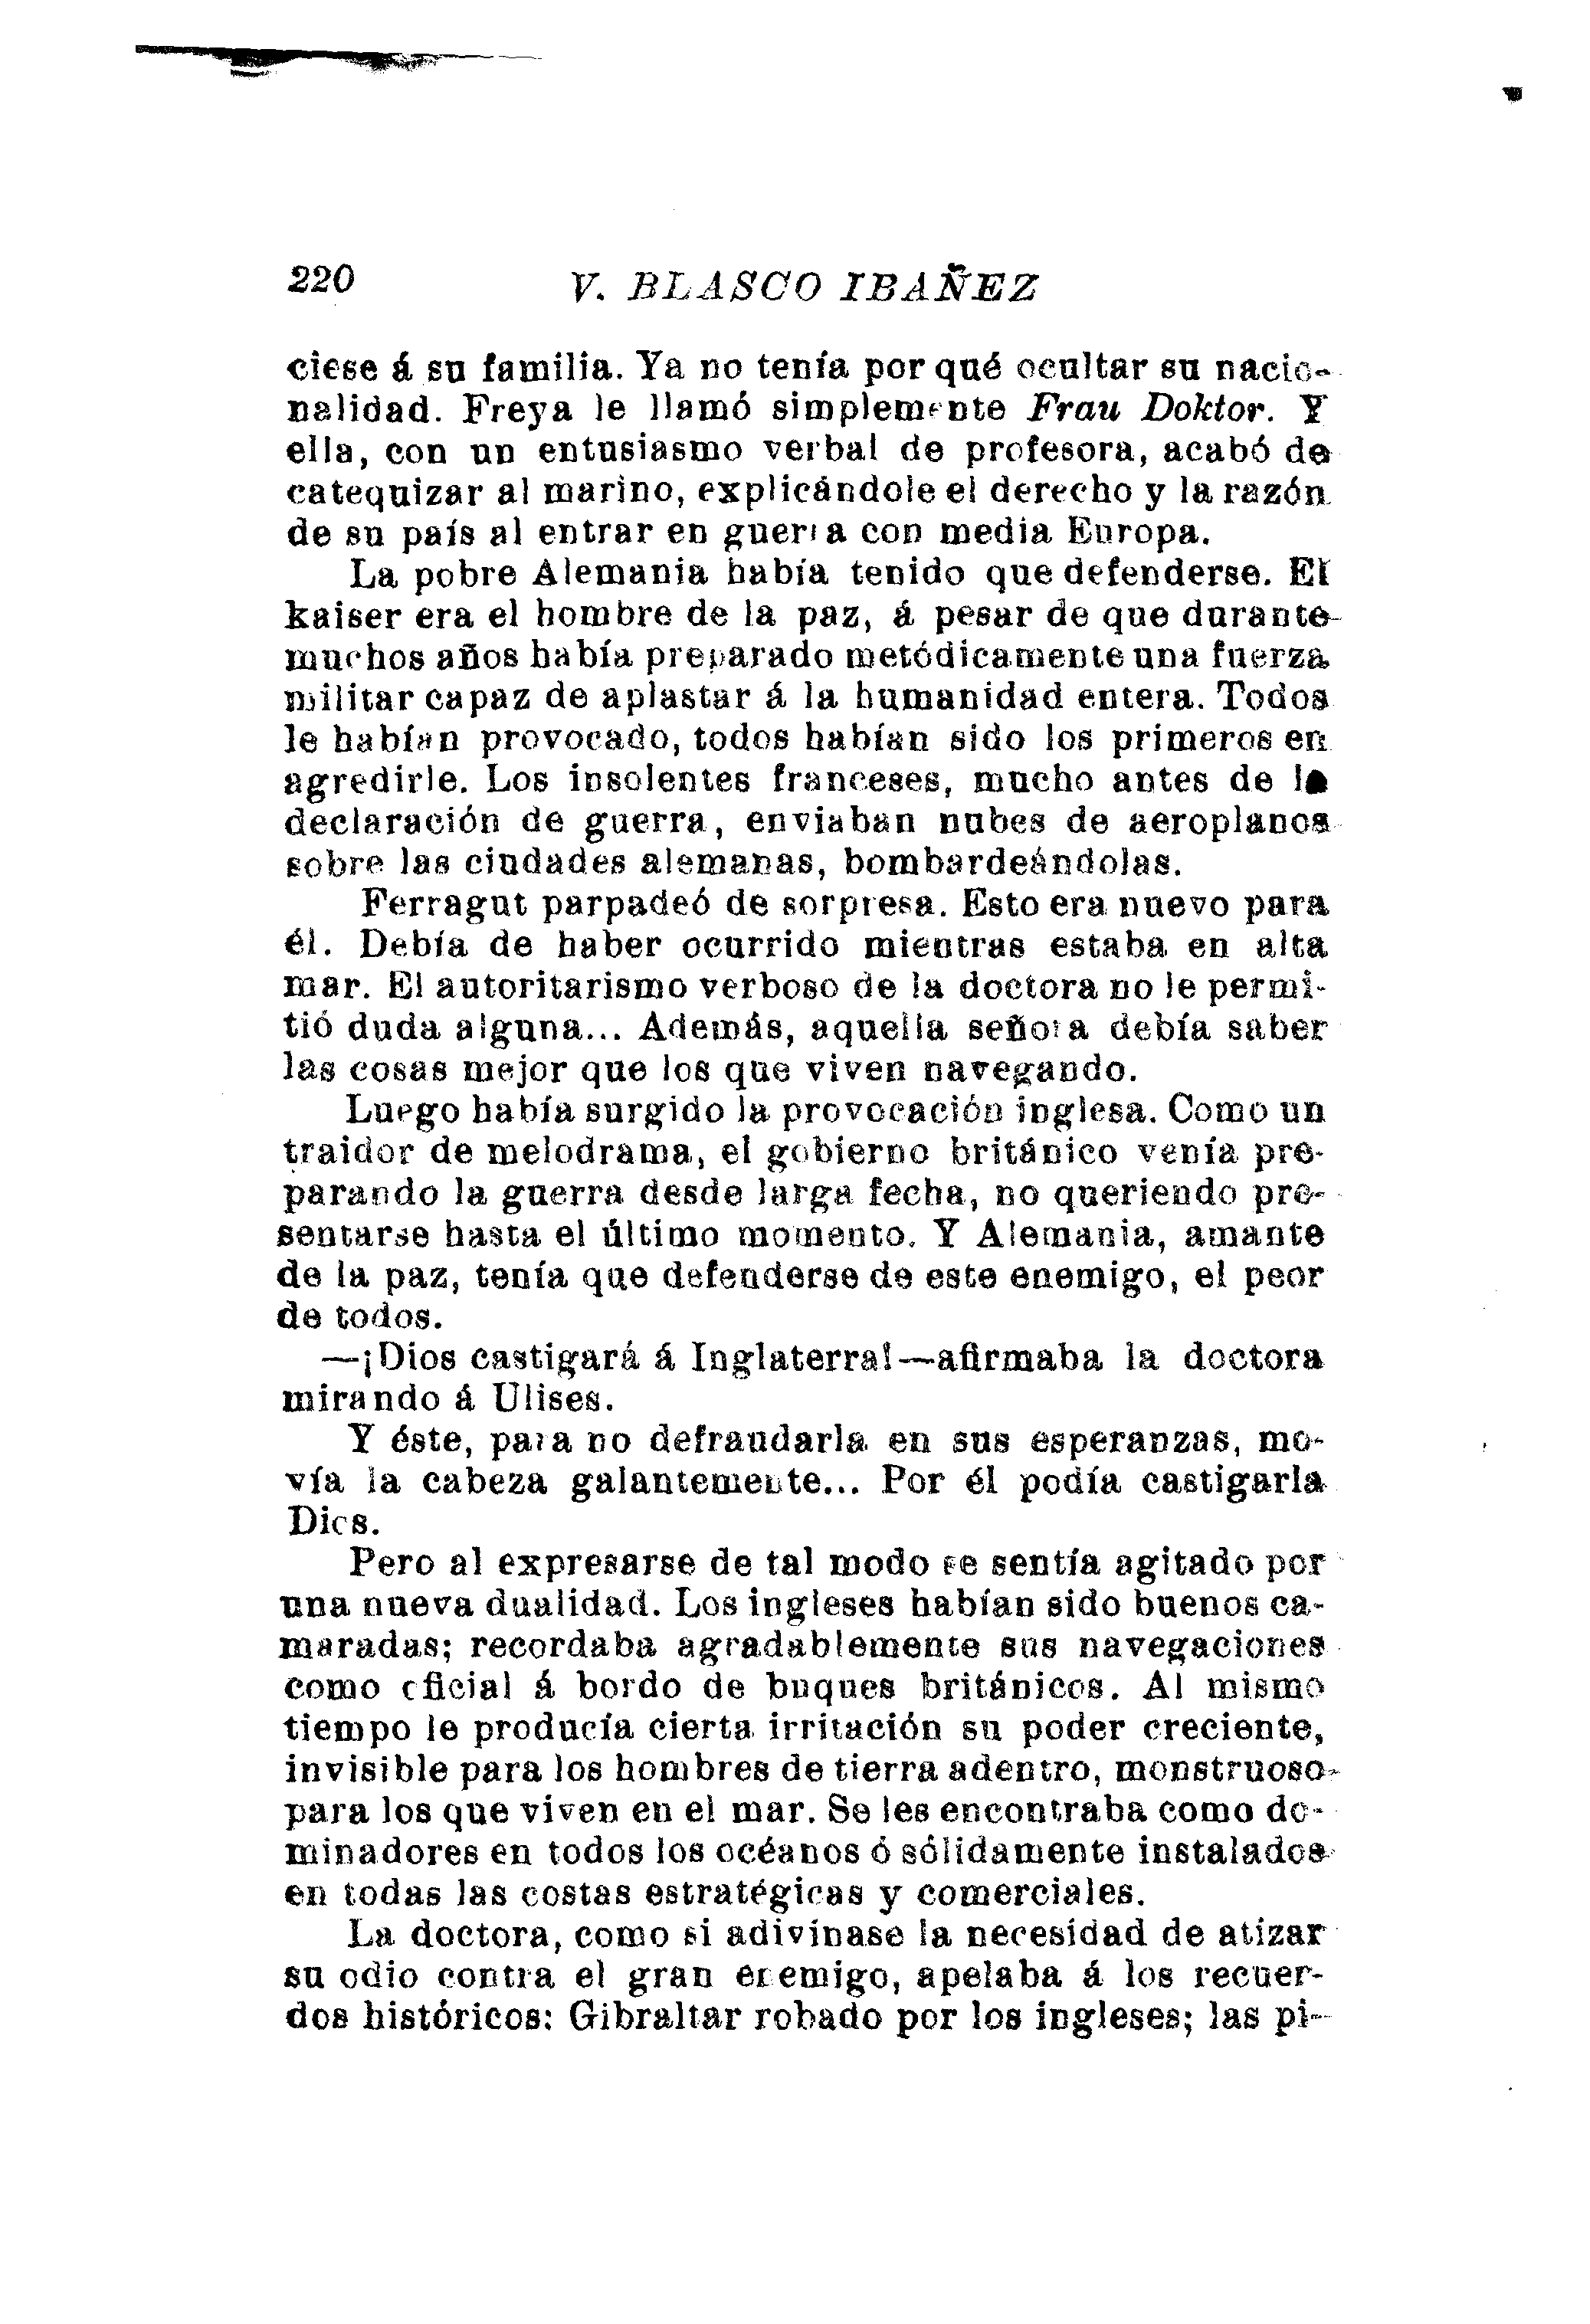 220
V. BLASCO IBAÑEZ
ciese á su familia. Ya no tenía por qué ocultar su nacio-
nalidad. Freya le llamó simplemente Frau Doktor. Y
ella, con un entusiasmo verbal de profesora, acabó de
catequizar al marino, explicándole el derecho y la razón
de su país al entrar en guerra con media Europa.
La pobre Alemania había tenido que defenderse. El
kaiser era el hombre de la paz, á pesar de que durante
muchos años había preparado metódicamente una fuerza
militar capaz de aplastar á la humanidad entera. Todos
le habían provocado, todos habían sido los primeros en
agredirle. Los insolentes franceses, mucho antes de la
declaración de guerra, enviaban nubes de aeroplanos
sobre las ciudades alemanas, bombardeándolas.
Ferragut parpadeó de sorpresa. Esto era nuevo para
él. Debía de haber ocurrido mientras estaba en alta
mar. El autoritarismo verboso de la doctora no le permi-
tió duda alguna... Además, aquella señora debía saber
las cosas mejor que los que viven navegando.
Luego había surgido la provocación inglesa. Como un
traidor de melodrama, el gobierno británico venía pre-
parando la guerra desde larga fecha, no queriendo pre-
sentarse hasta el último momento. Y Alemania, amante
de la paz, tenía que defenderse de este enemigo, el peor
de todos.
—¡Dios castigará á Inglaterra!—afirmaba la doctora
mirando á Ulises.
Y éste, para no defraudarla en sus esperanzas, mo-
vía la cabeza galantemente... Por él podía castigarla
Dios.
Pero al expresarse de tal modo se sentía agitado por
una nueva dualidad. Los ingleses habían sido buenos ca-
maradas; recordaba agradablemente sus navegaciones
como oficial á bordo de buques británicos. Al mismo
tiempo le producía cierta irritación su poder creciente,
invisible para los hombres de tierra adentro, monstruoso
para los que viven en el mar. Se les encontraba como do-
minadores en todos los océanos ó sólidamente instalados
en todas las costas estratégicas y comerciales.
La doctora, como si adivinase la necesidad de atizar
su odio contra el gran enemigo, apelaba á los recuer-
dos históricos: Gibraltar robado por los ingleses; las pi-